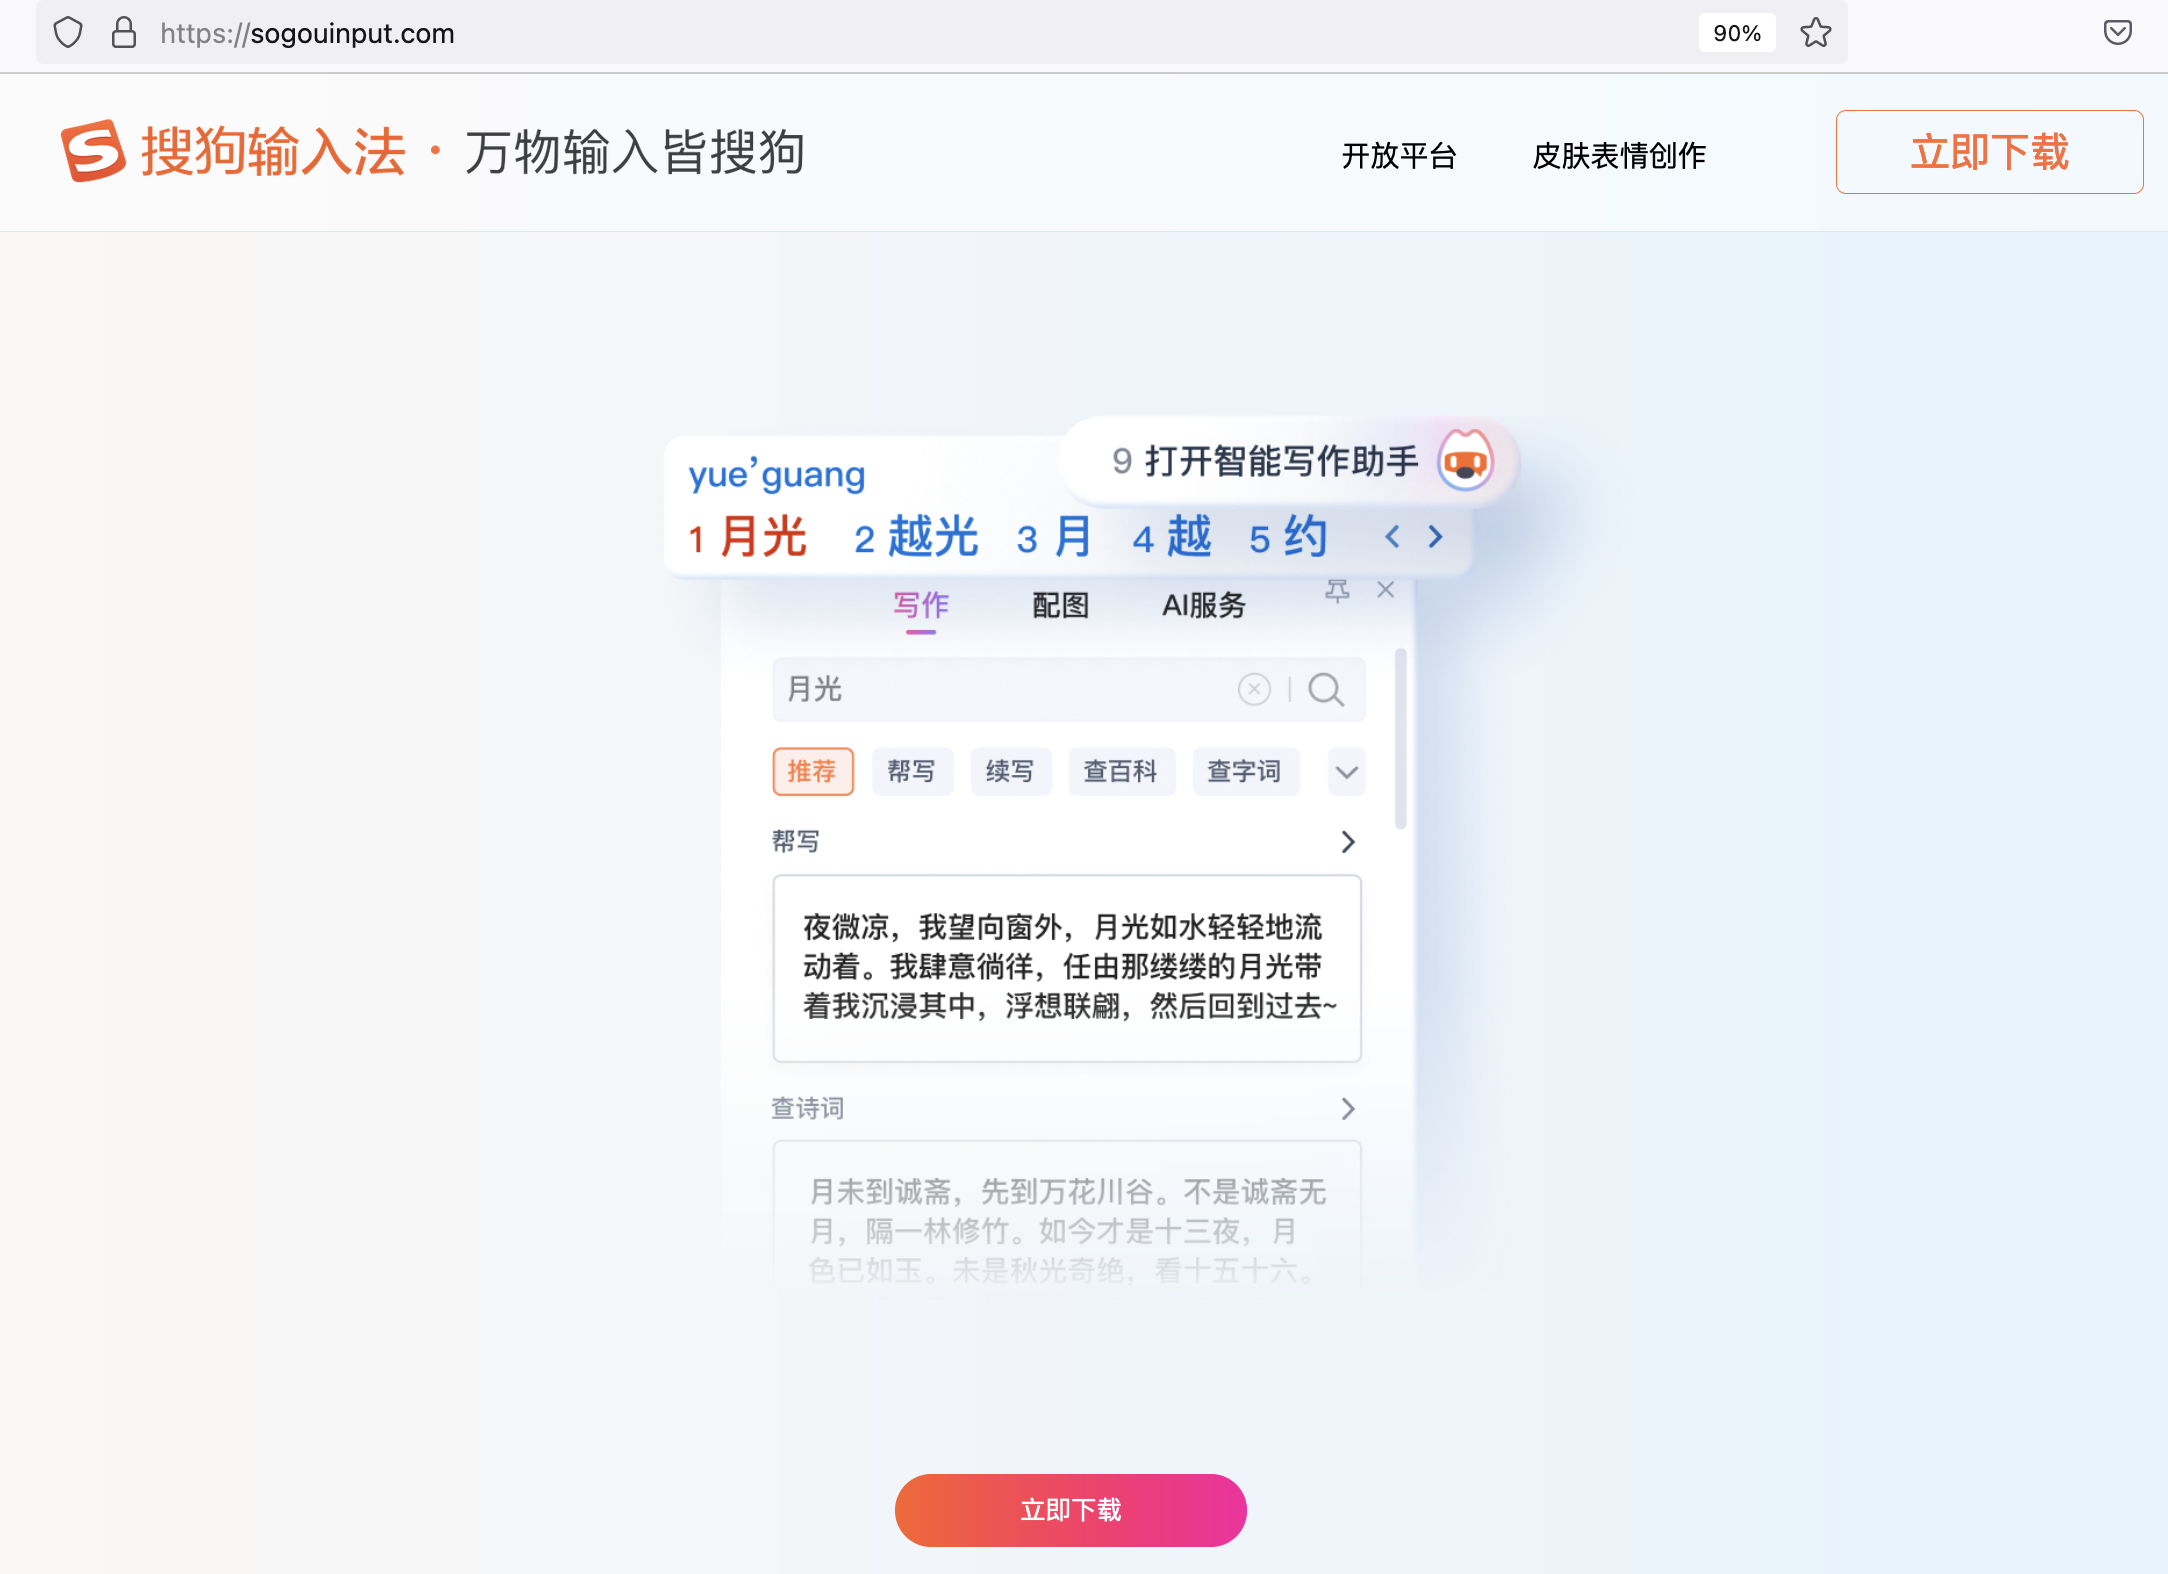 https://sogouinput.com
90%
搜狗输入法 · 万物输入皆搜狗
开放平台
皮肤表情创作
立即下载
yue’guang
9 打开智能写作助手
1 月光 2 越光 3 月 4 越 5 约
写作 配图 AI服务
月光
推荐 帮写 续写 查百科 查字词
帮写
夜微凉，我望向窗外，月光如水轻轻地流
动着。我肆意徜徉，任由那缕缕的月光带
着我沉浸其中，浮想联翩，然后回到过去~
查诗词
月未到诚斋，先到万花川谷。不是诚斋无
月，隔一林修竹。如今才是十三夜，月
色已如玉。未是秋光奇绝，看十五十六。
立即下载